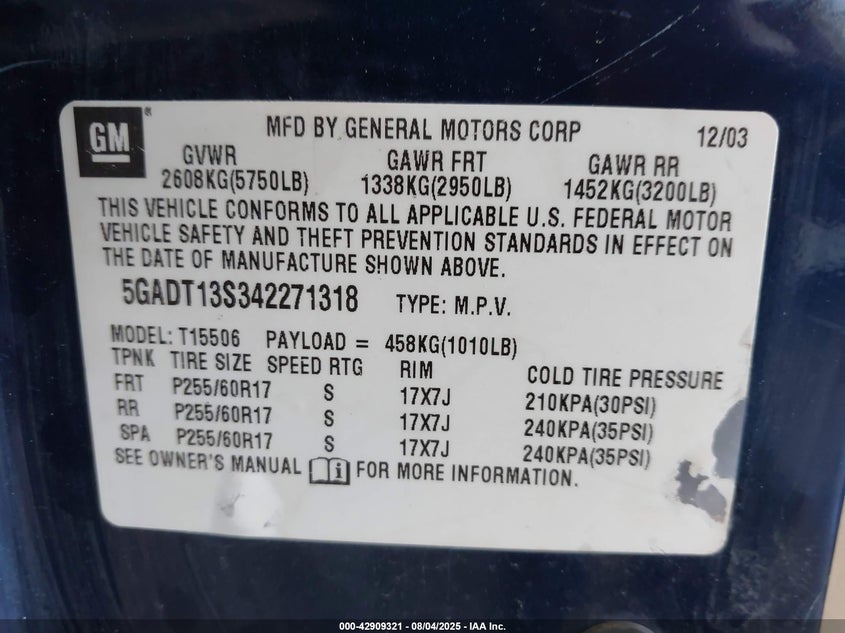 GM ®
MFD BY GENERAL MOTORS CORP 12/03
GVWR GAWR FRT GAWR RR
2608KG(5750LB) 1338KG(2950LB) 1452KG(3200LB)
THIS VEHICLE CONFORMS TO ALL APPLICABLE U.S. FEDERAL MOTOR
VEHICLE SAFETY AND THEFT PREVENTION STANDARDS IN EFFECT ON
THE DATE OF MANUFACTURE SHOWN ABOVE.
5GADT13S342271318 TYPE: M.P.V.
MODEL: T15506 PAYLOAD = 458KG(1010LB)
TPNK TIRE SIZE SPEED RTG RIM COLD TIRE PRESSURE
FRT P255/60R17 S 17X7J 210KPA(30PSI)
RR P255/60R17 S 17X7J 240KPA(35PSI)
SPA P255/60R17 S 17X7J 240KPA(35PSI)
SEE OWNER'S MANUAL FOR MORE INFORMATION.
000-42909321 - 08/04/2025 - IAA Inc.